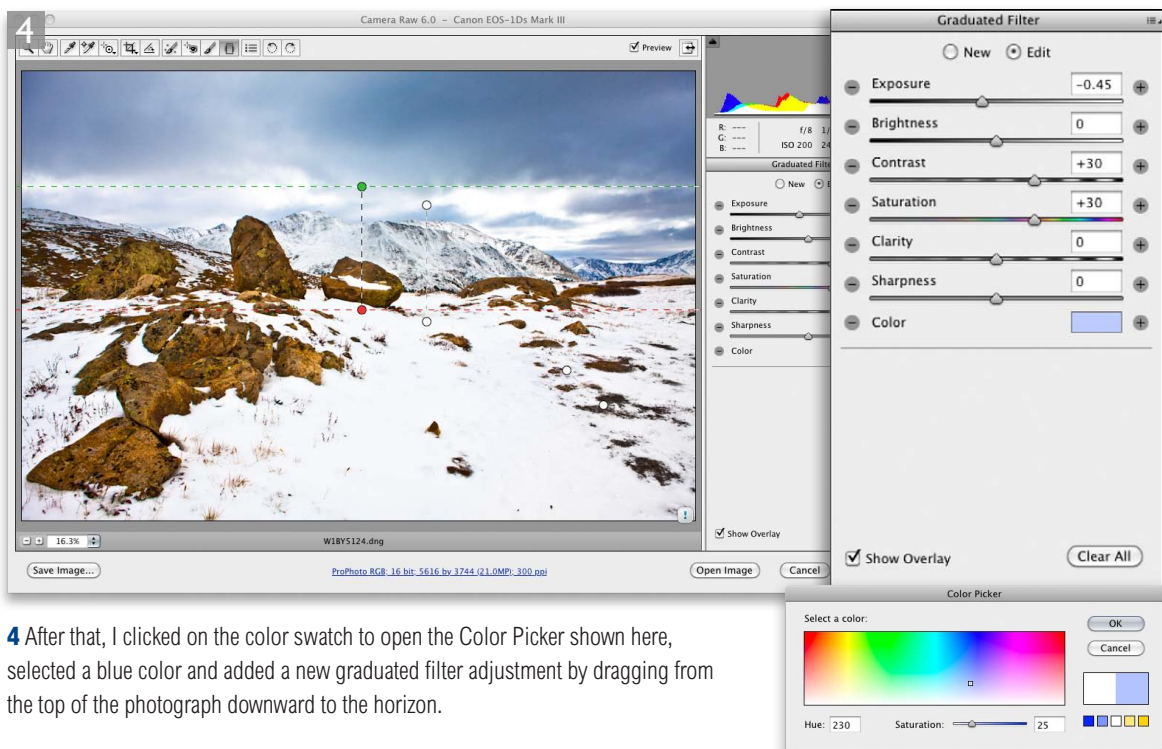 4
Camera Raw 6.0 – Canon EOS-1Ds Mark III
Preview
R: ---
G: ---
B: ---
f/8 1/
ISO 200 24
Graduated Filte
New
Exposure
Brightness
Contrast
Saturation
Clarity
Sharpness
Color
Show Overlay
16.3%
W1BY5124.dng
Save Image...
ProPhoto RGB; 16 bit; 5616 by 3744 (21.0MP); 300 ppi
Open Image
Cancel
Graduated Filter
New Edit
Exposure -0.45
Brightness 0
Contrast +30
Saturation +30
Clarity 0
Sharpness 0
Color
Show Overlay
Clear All
4 After that, I clicked on the color swatch to open the Color Picker shown here,
selected a blue color and added a new graduated filter adjustment by dragging from
the top of the photograph downward to the horizon.
Color Picker
Select a color:
OK
Cancel
Hue: 230 Saturation: 25